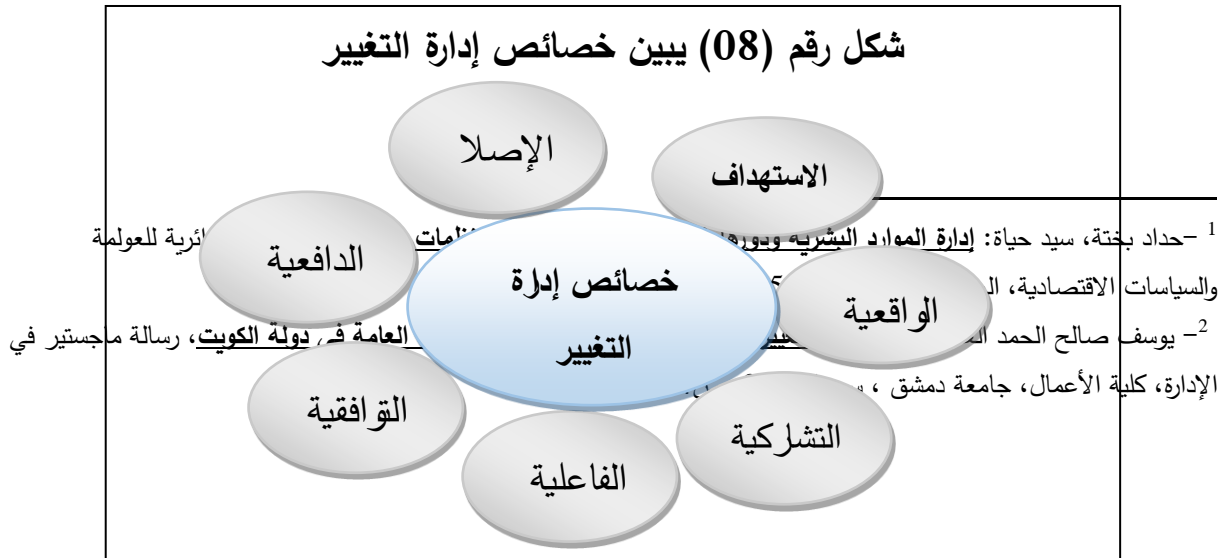 شكل رقم (08) يبين خصائص إدارة التغيير
الإصلا
الاستهداف
الدافعية
خصائص إدارة
التغيير
الواقعية
التوافقية
التشاركية
الفاعلية
1 –حداد بختة، سيد حياة: إدارة الموارد البشرية ودورها
ائرية للعولمة
والسياسات الاقتصادية،
2– يوسف صالح الحمد
العامة في دولة الكويت، رسالة ماجستير في
الإدارة، كلية الأعمال، جامعة دمشق ،